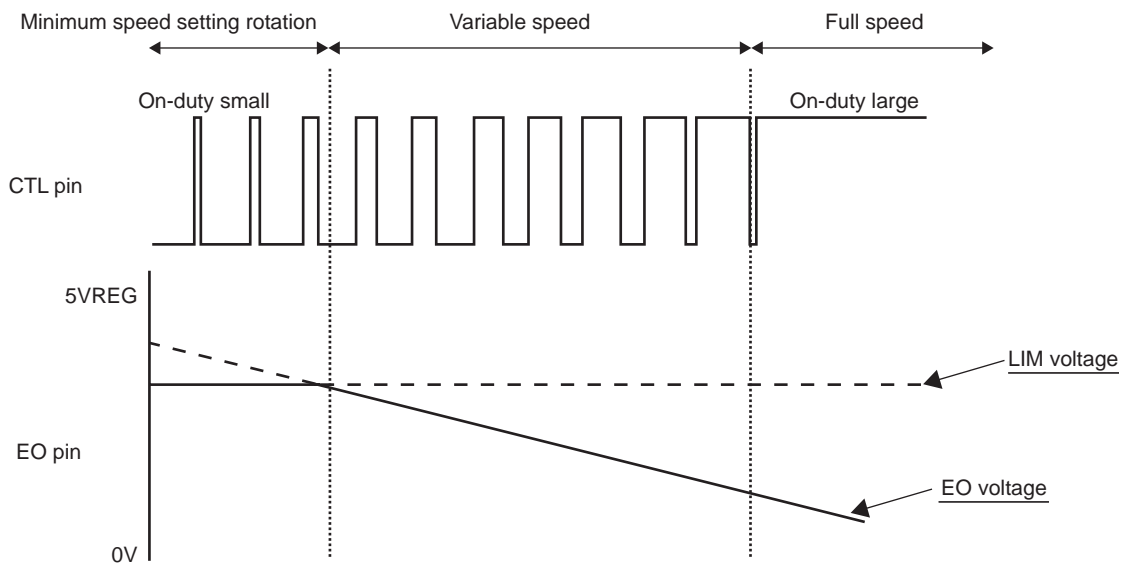 Minimum speed setting rotation
Variable speed
Full speed
On-duty small
On-duty large
CTL pin
5VREG
LIM voltage
EO pin
EO voltage
0V